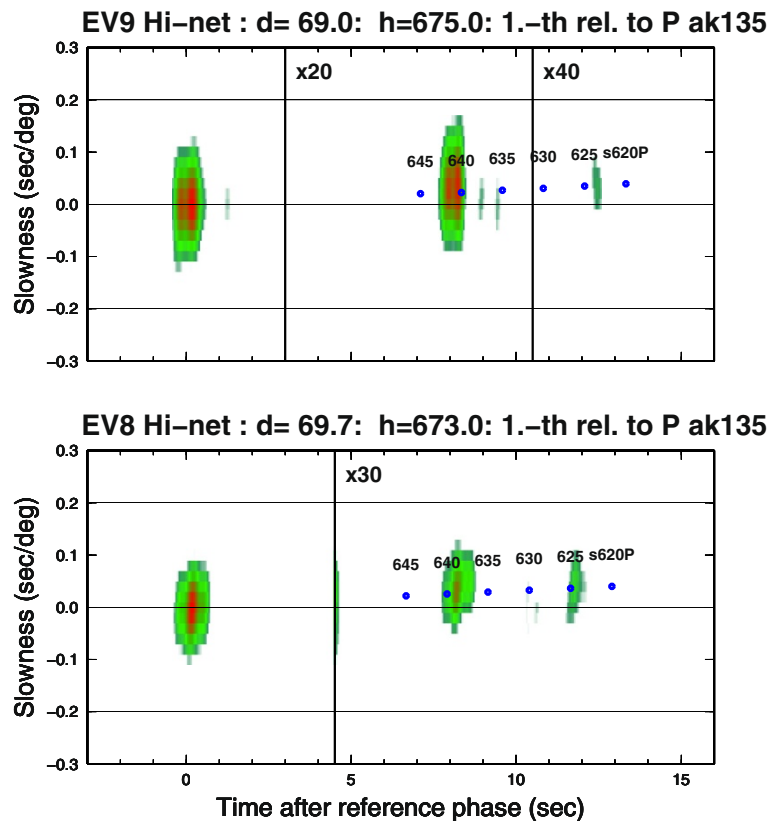 EV9 Hi−net : d= 69.0: h=675.0: 1.−th rel. to P ak135
0.3
x20
x40
0.2
0.1
645
640
635
630
625
s620P
0.0
−0.1
−0.2
−0.3
Slowness (sec/deg)
EV8 Hi−net : d= 69.7: h=673.0: 1.−th rel. to P ak135
0.3
x30
0.2
0.1
645
640
635
630
625
s620P
0.0
−0.1
−0.2
−0.3
Slowness (sec/deg)
0
5
10
15
Time after reference phase (sec)